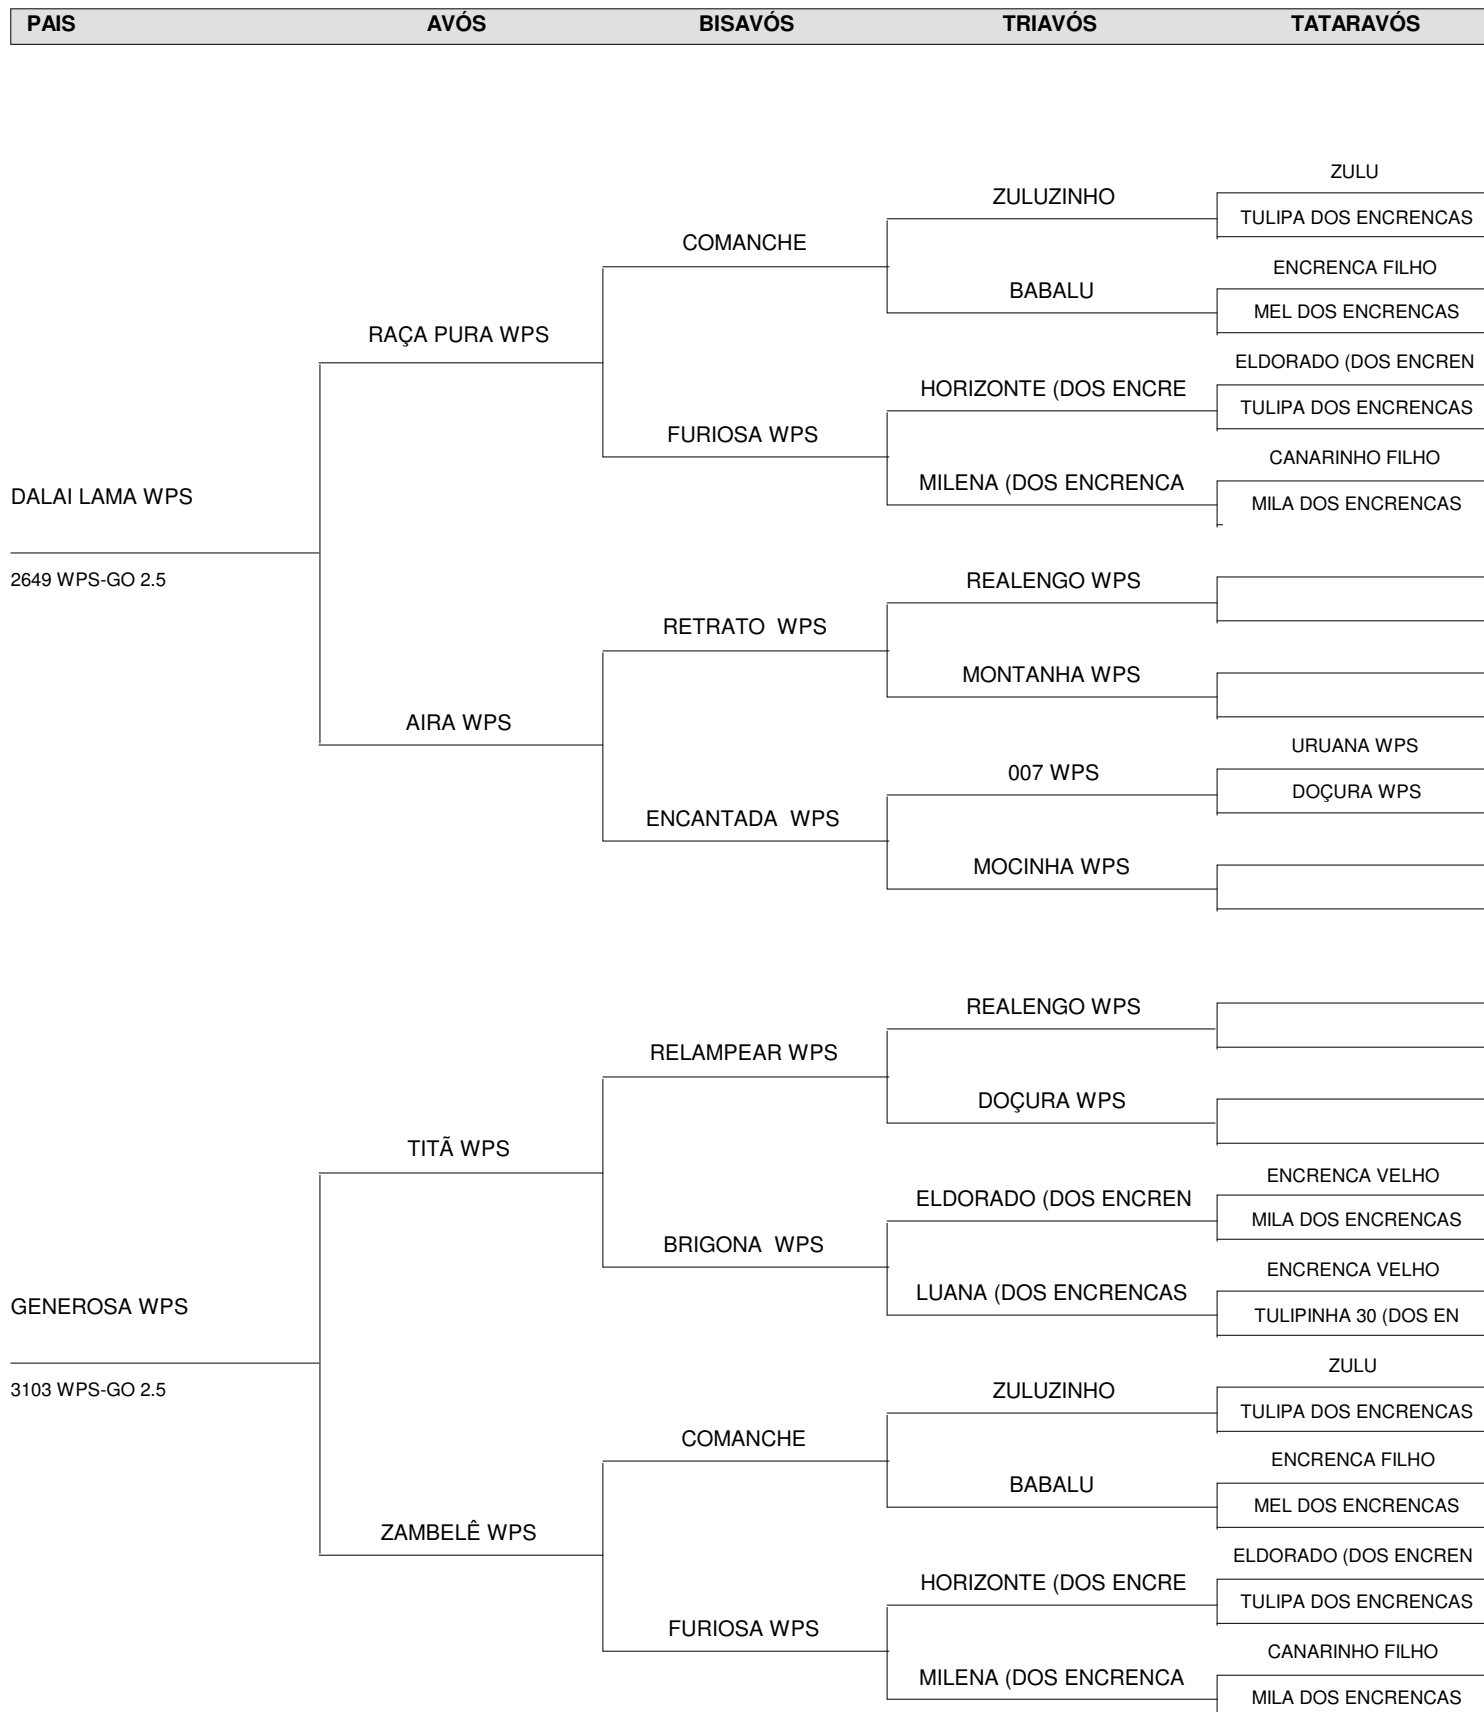 PAIS AVÓS BISAVÓS TRIAVÓS TATARAVÓS
ZULU
ZULUZINHO
TULIPA DOS ENCRENCAS
COMANCHE
ENCRENCA FILHO
BABALU
MEL DOS ENCRENCAS
RAÇA PURA WPS
ELDORADO (DOS ENCREN
HORIZONTE (DOS ENCRE
TULIPA DOS ENCRENCAS
FURIOSA WPS
CANARINHO FILHO
MILENA (DOS ENCRENCA
DALAI LAMA WPS
MILA DOS ENCRENCAS
2649 WPS-GO 2.5
REALENGO WPS
RETRATO WPS
MONTANHA WPS
AIRA WPS
URUANA WPS
007 WPS
DOÇURA WPS
ENCANTADA WPS
MOCINHA WPS
REALENGO WPS
RELAMPEAR WPS
DOÇURA WPS
TITÃ WPS
ENCRENCA VELHO
ELDORADO (DOS ENCREN
MILA DOS ENCRENCAS
BRIGONA WPS
ENCRENCA VELHO
LUANA (DOS ENCRENCAS
GENEROSA WPS
TULIPINHA 30 (DOS EN
ZULU
3103 WPS-GO 2.5
ZULUZINHO
TULIPA DOS ENCRENCAS
COMANCHE
ENCRENCA FILHO
BABALU
MEL DOS ENCRENCAS
ZAMBELÊ WPS
ELDORADO (DOS ENCREN
HORIZONTE (DOS ENCRE
TULIPA DOS ENCRENCAS
FURIOSA WPS
CANARINHO FILHO
MILENA (DOS ENCRENCA
MILA DOS ENCRENCAS